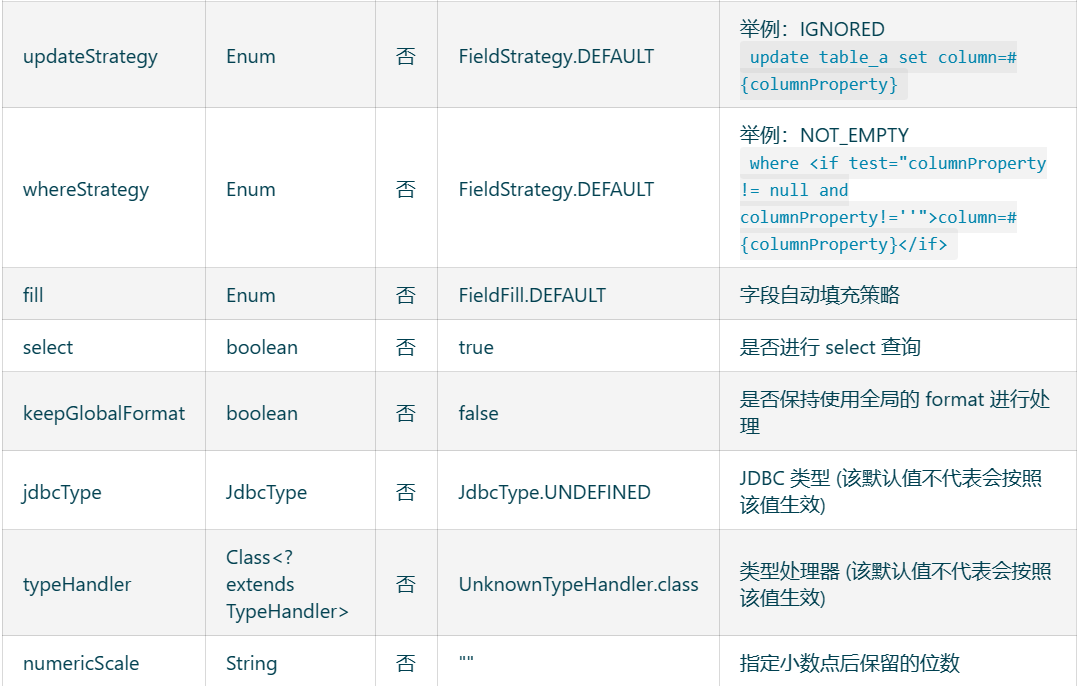 updateStrategy Enum 否 FieldStrategy.DEFAULT 举例：IGNORED
update table_a set column=#
{columnProperty}
whereStrategy Enum 否 FieldStrategy.DEFAULT 举例：NOT_EMPTY
where <if test="columnProperty
!= null and
columnProperty!=''">column=#
{columnProperty}</if>
fill Enum 否 FieldFill.DEFAULT 字段自动填充策略
select boolean 否 true 是否进行 select 查询
keepGlobalFormat boolean 否 false 是否保持使用全局的 format 进行处
理
jdbcType JdbcType 否 JdbcType.UNDEFINED JDBC 类型 (该默认值不代表会按照
该值生效)
typeHandler Class<?
extends
TypeHandler> 否 UnknownTypeHandler.class 类型处理器 (该默认值不代表会按照
该值生效)
numericScale String 否 "" 指定小数点后保留的位数